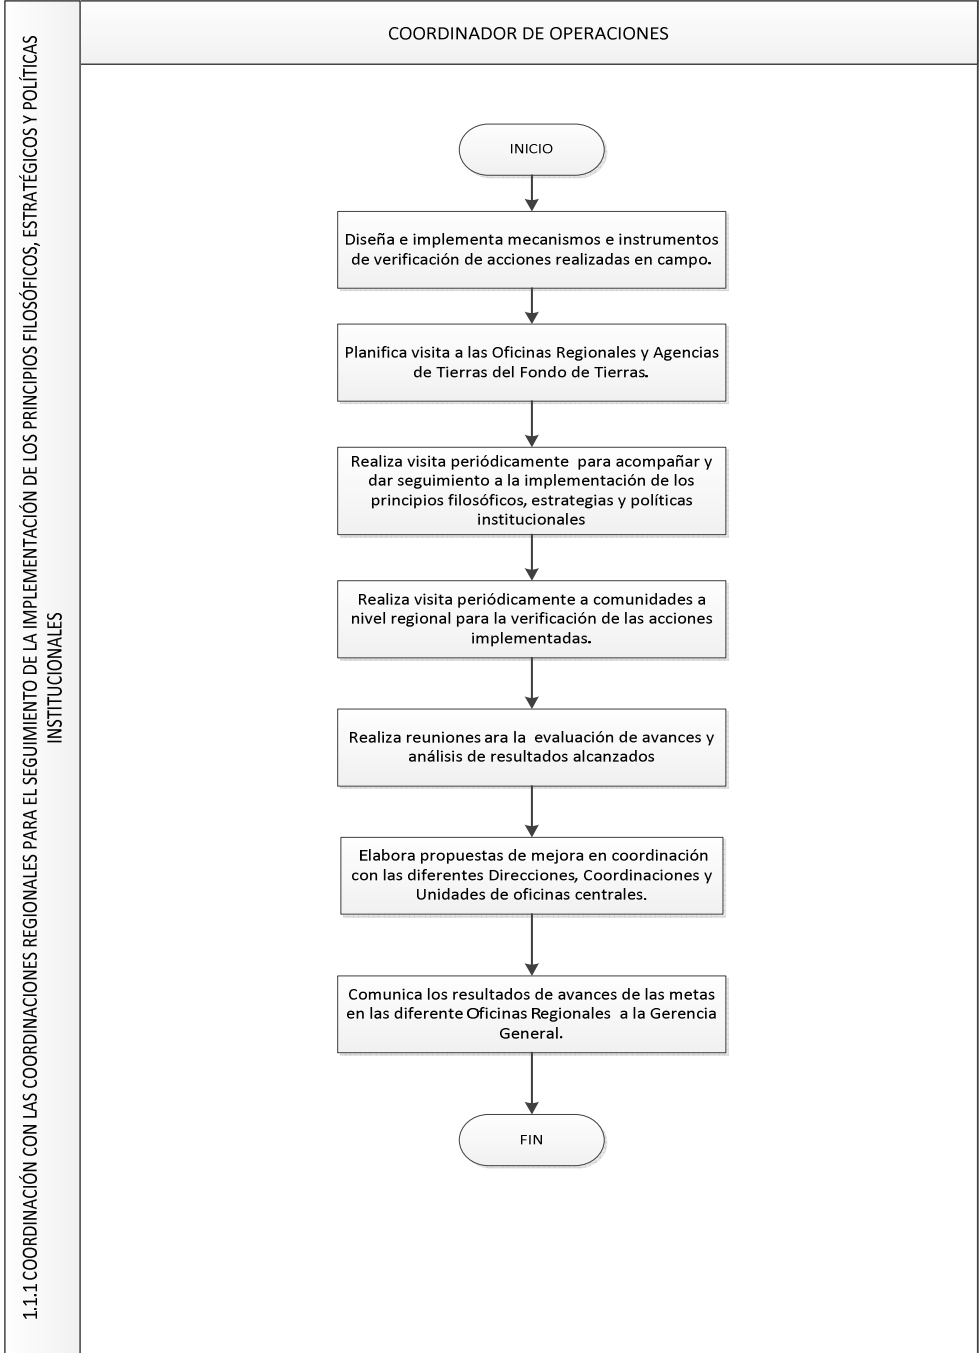 COORDINADOR DE OPERACIONES
1.1.1 COORDINACIÓN CON LAS COORDINACIONES REGIONALES PARA EL SEGUIMIENTO DE LA IMPLEMENTACIÓN DE LOS PRINCIPIOS FILOSÓFICOS, ESTRATÉGICOS Y POLÍTICAS
INSTITUCIONALES
INICIO
Diseña e implementa mecanismos e instrumentos
de verificación de acciones realizadas en campo.
Planifica visita a las Oficinas Regionales y Agencias
de Tierras del Fondo de Tierras.
Realiza visita periódicamente para acompañar y
dar seguimiento a la implementación de los
principios filosóficos, estrategias y políticas
institucionales
Realiza visita periódicamente a comunidades a
nivel regional para la verificación de las acciones
implementadas.
Realiza reuniones ara la evaluación de avances y
análisis de resultados alcanzados
Elabora propuestas de mejora en coordinación
con las diferentes Direcciones, Coordinaciones y
Unidades de oficinas centrales.
Comunica los resultados de avances de las metas
en las diferente Oficinas Regionales a la Gerencia
General.
FIN